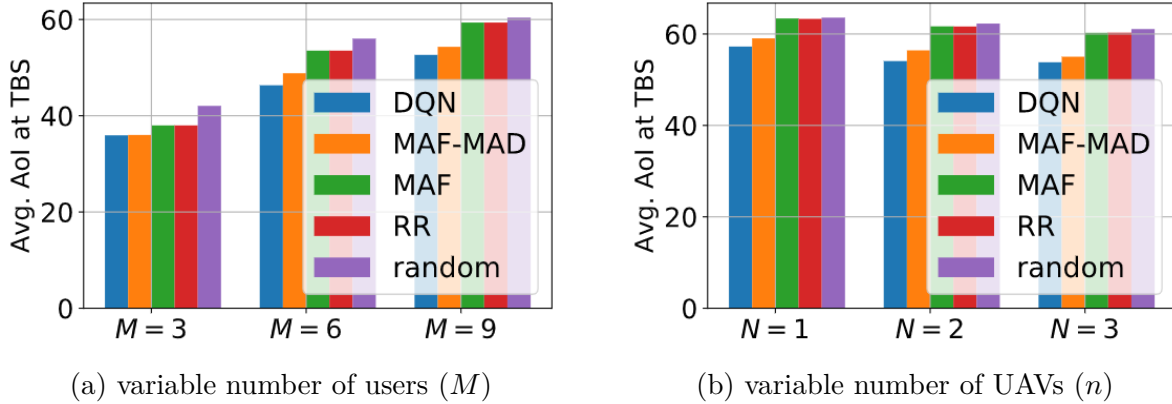 Avg. AoI at TBS
60
40
20
0
DQN
MAF-MAD
MAF
RR
random
M = 3
M = 6
M = 9
(a) variable number of users (M)
Avg. AoI at TBS
60
40
20
0
DQN
MAF-MAD
MAF
RR
random
N = 1
N = 2
N = 3
(b) variable number of UAVs (n)